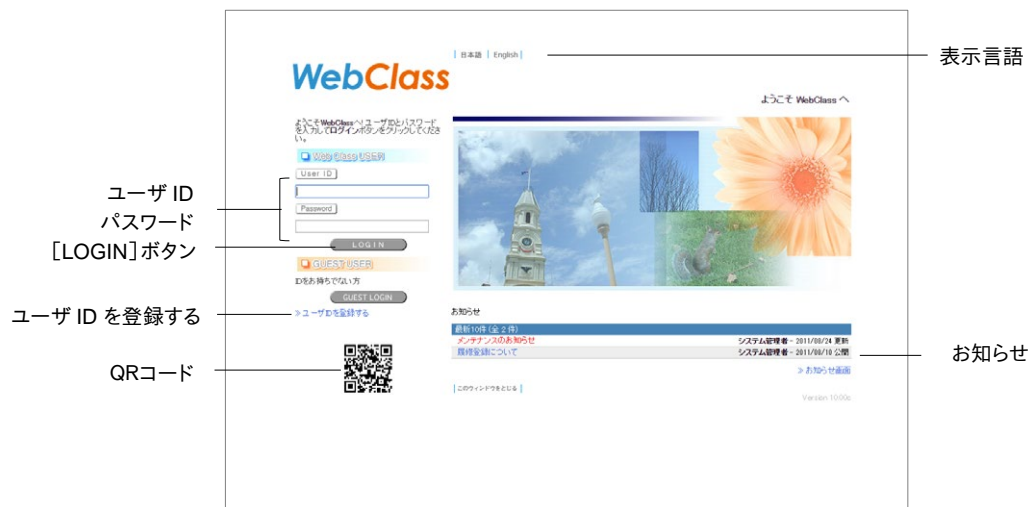 日本語 English
表示言語
WebClass
ようこそ WebClass へ
ようこそWebClassへ!ユーザIDとパスワード
を入力してログインボタンをクリックしてくださ
い。
Web Class USER
User ID
Password
ユーザ ID
パスワード
[LOGIN]ボタン
LOGIN
GUEST USER
IDをお持ちでない方
GUEST LOGIN
ユーザ ID を登録する
≫ユーザIDを登録する
QRコード
お知らせ
最新10件(全 2 件)
メンテナンスのお知らせ システム管理者 - 2011/08/24 更新
履修登録について システム管理者 - 2011/08/10 公開
お知らせ
≫お知らせ画面
このウィンドウをとじる
Version 10.09c